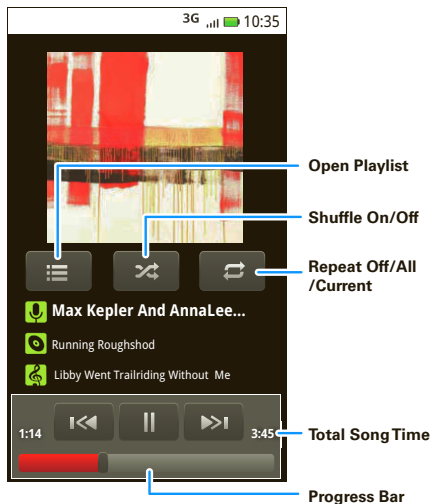 3G 10:35
Open Playlist
Shuffle On/Off
Repeat Off/All
/Current
Max Kepler And AnnaLee...
Running Roughshod
Libby Went Trailriding Without Me
1:14
3:45
Total Song Time
Progress Bar